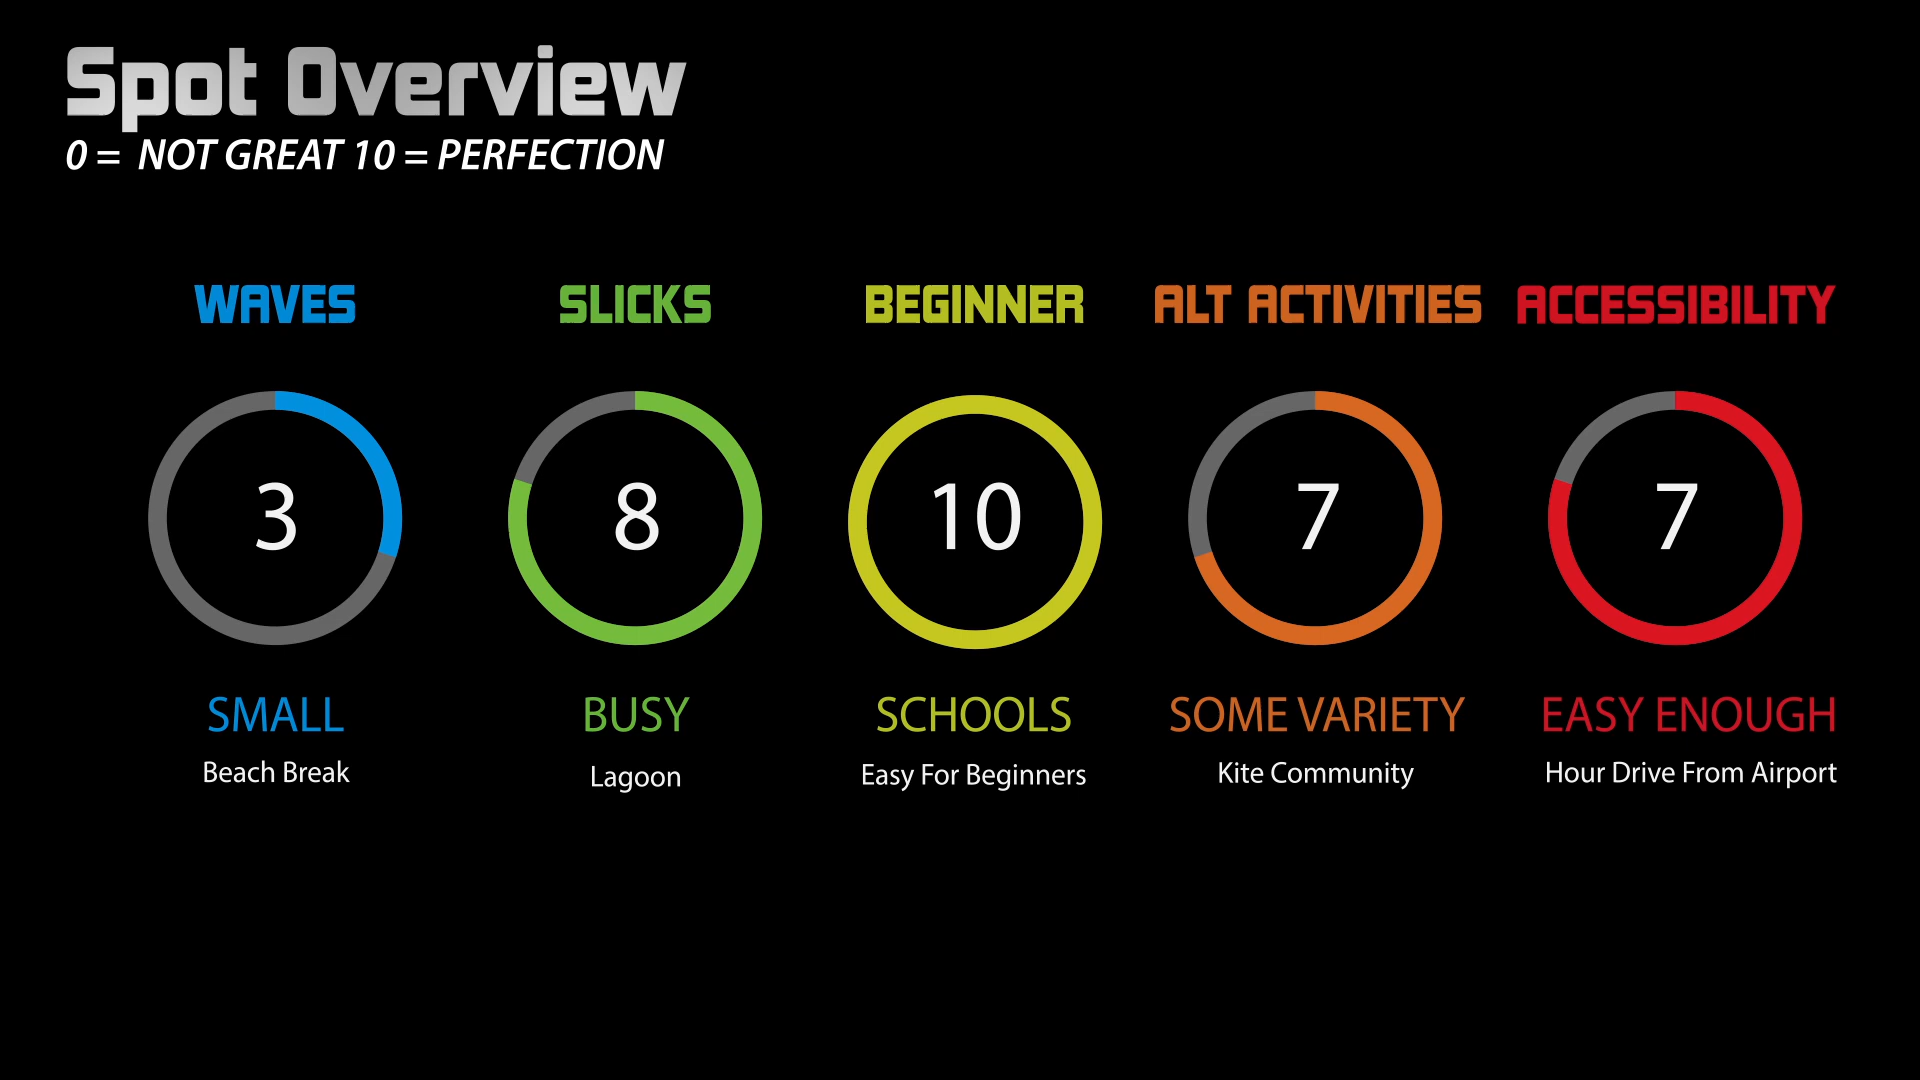 Spot Overview
0 = NOT GREAT 10 = PERFECTION
WAVES
SLICKS
BEGINNER
ALT ACTIVITIES
ACCESSIBILITY
3
8
10
7
7
SMALL
BUSY
SCHOOLS
SOME VARIETY
EASY ENOUGH
Beach Break
Lagoon
Easy For Beginners
Kite Community
Hour Drive From Airport